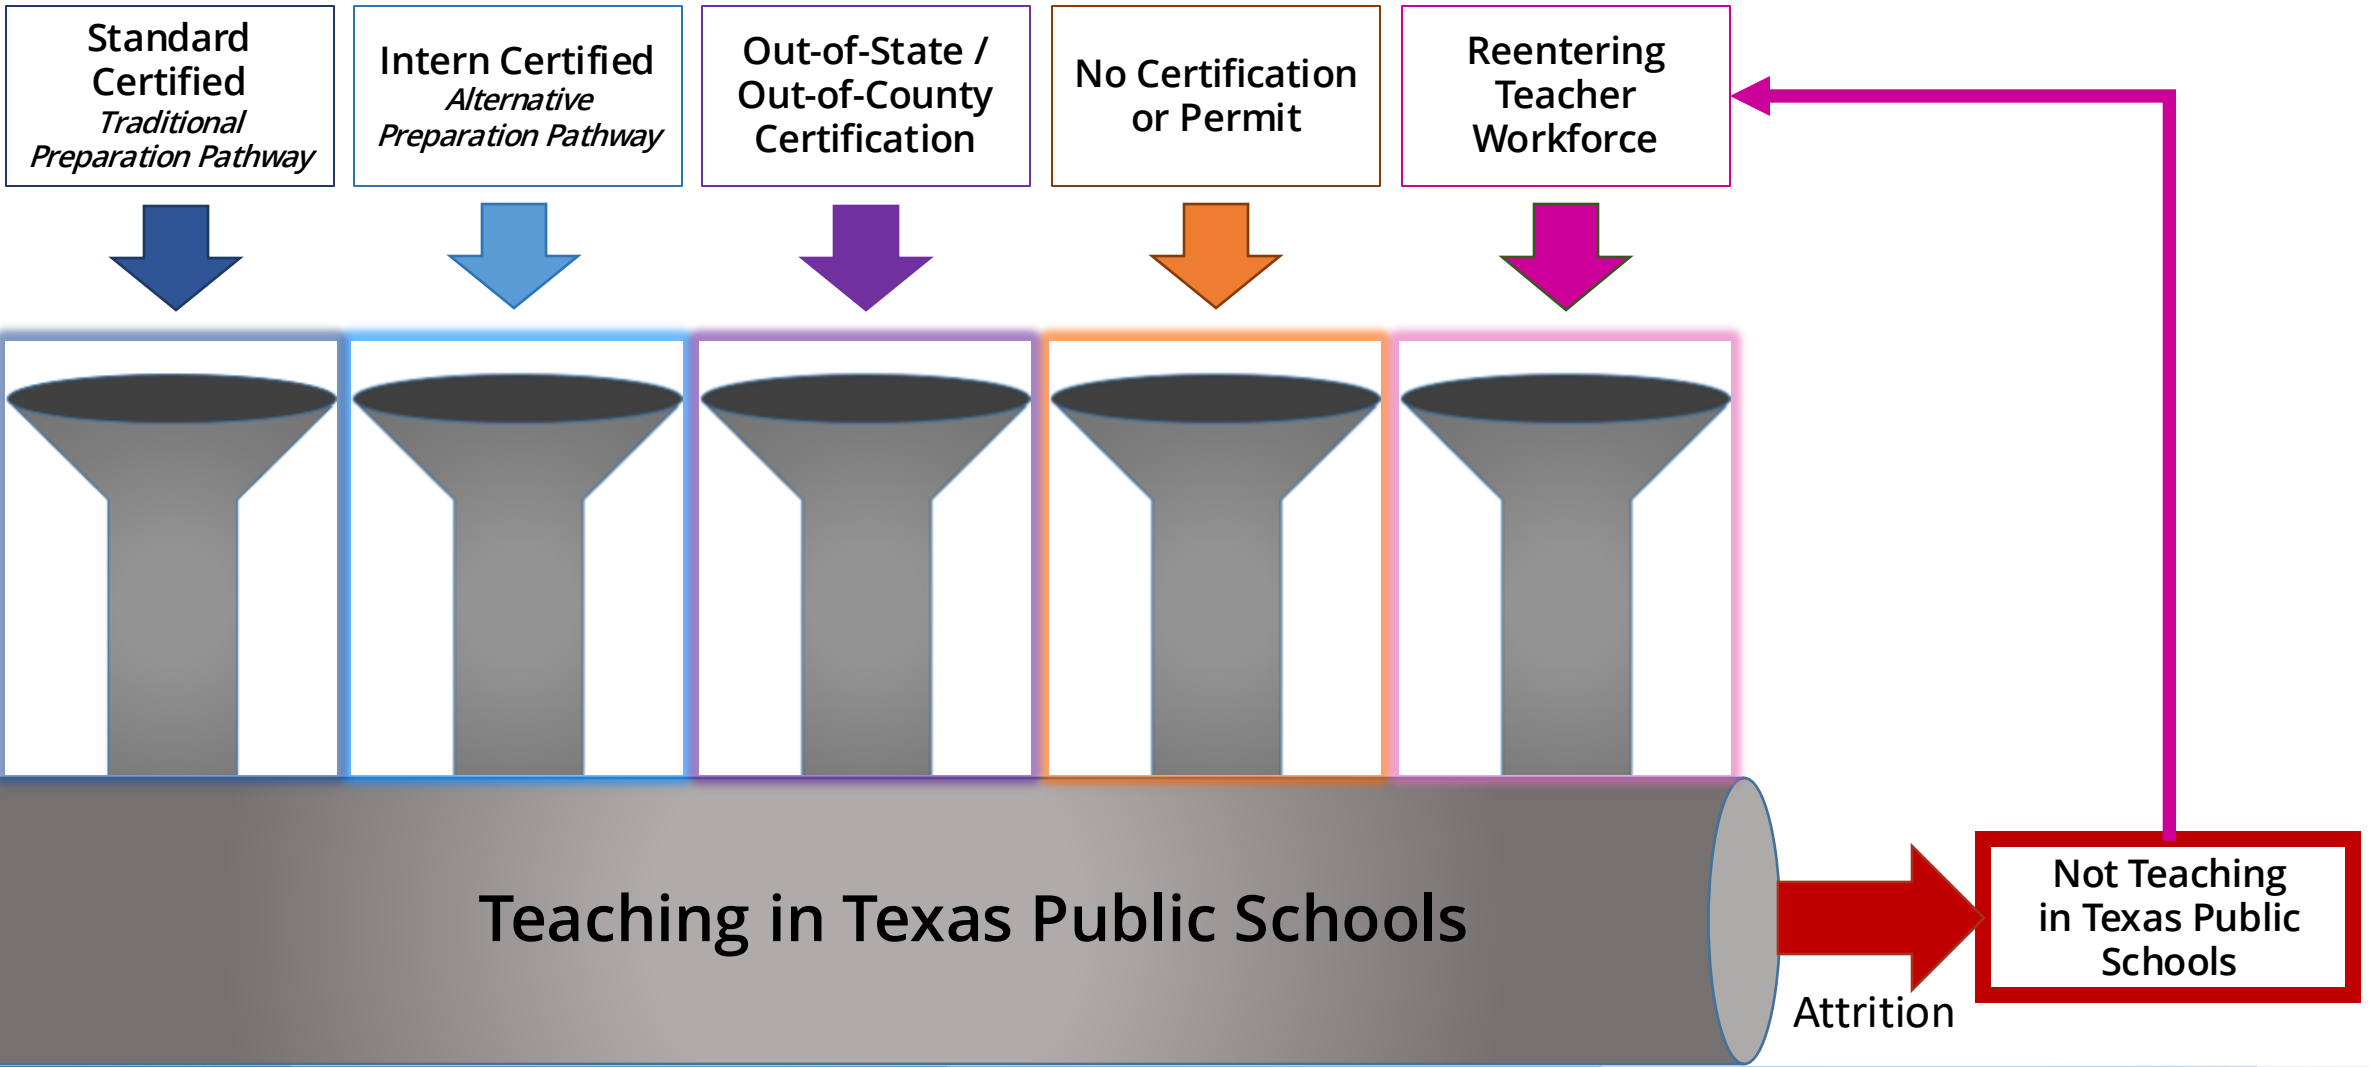 Standard
Certified
Traditional
Preparation Pathway
Intern Certified
Alternative
Preparation Pathway
Out-of-State /
Out-of-County
Certification
No Certification
or Permit
Reentering
Teacher
Workforce
Teaching in Texas Public Schools
Attrition
Not Teaching
in Texas Public
Schools